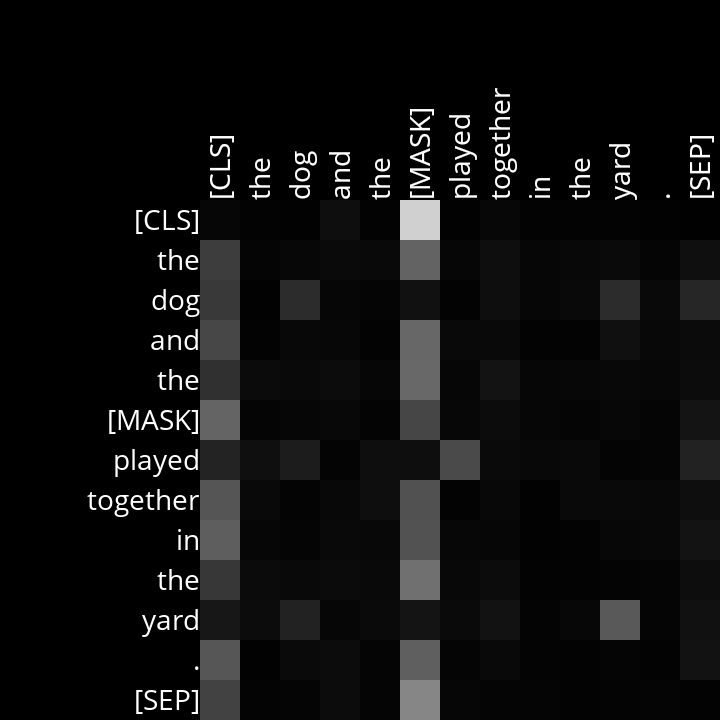 [CLS] the dog and the [MASK] played together in the yard . [SEP]
[CLS]
the
dog
and
the
[MASK]
played
together
in
the
yard
.
[SEP]